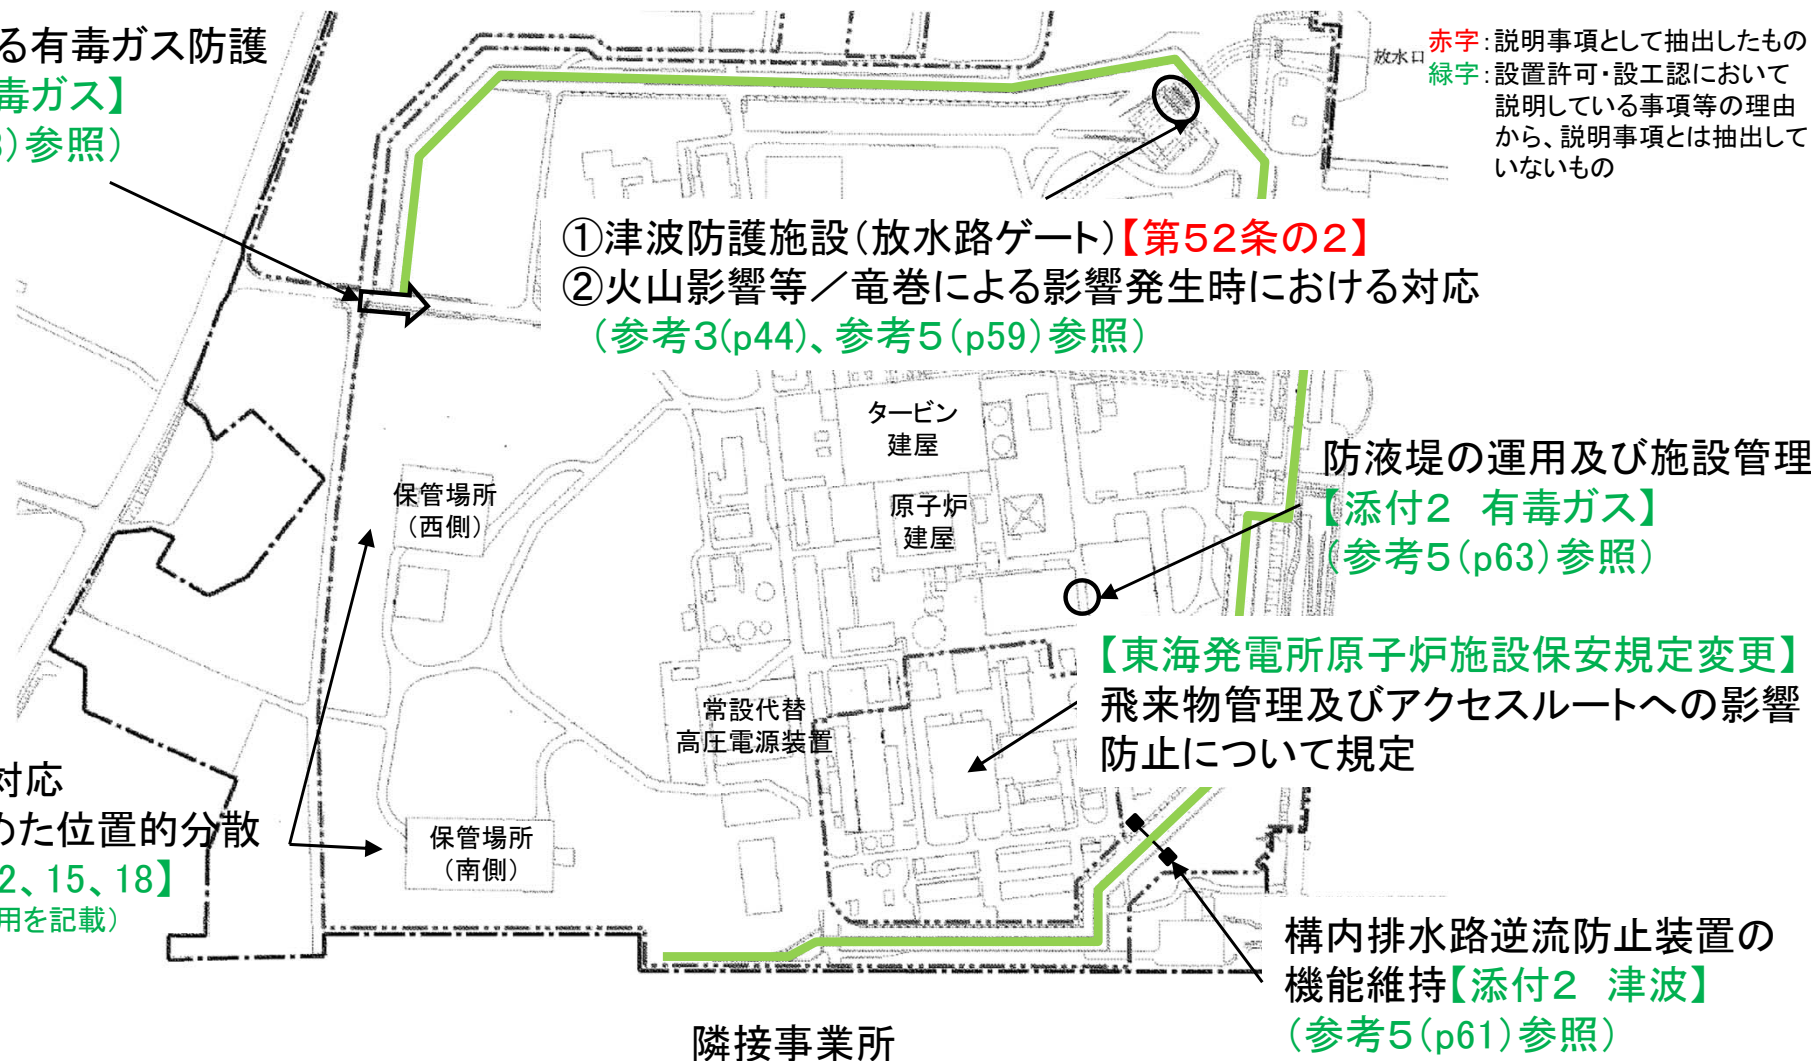 る有毒ガス防護
毒ガス】
)参照)
放水口
赤字:説明事項として抽出したもの
緑字:設置許可・設工認において
説明している事項等の理由
から、説明事項とは抽出して
いないもの
①津波防護施設(放水路ゲート)【第52条の2】
②火山影響等/竜巻による影響発生時における対応
(参考3(p44)、参考5(p59)参照)
タービン
建屋
原子炉
建屋
保管場所
(西側)
防液堤の運用及び施設管理
【添付2 有毒ガス】
(参考5(p63)参照)
【東海発電所原子炉施設保安規定変更】
飛来物管理及びアクセスルートへの影響
防止について規定
常設代替
高圧電源装置
対応
めた位置的分散
2、15、18】
用を記載)
保管場所
(南側)
構内排水路逆流防止装置の
機能維持【添付2 津波】
(参考5(p61)参照)
隣接事業所